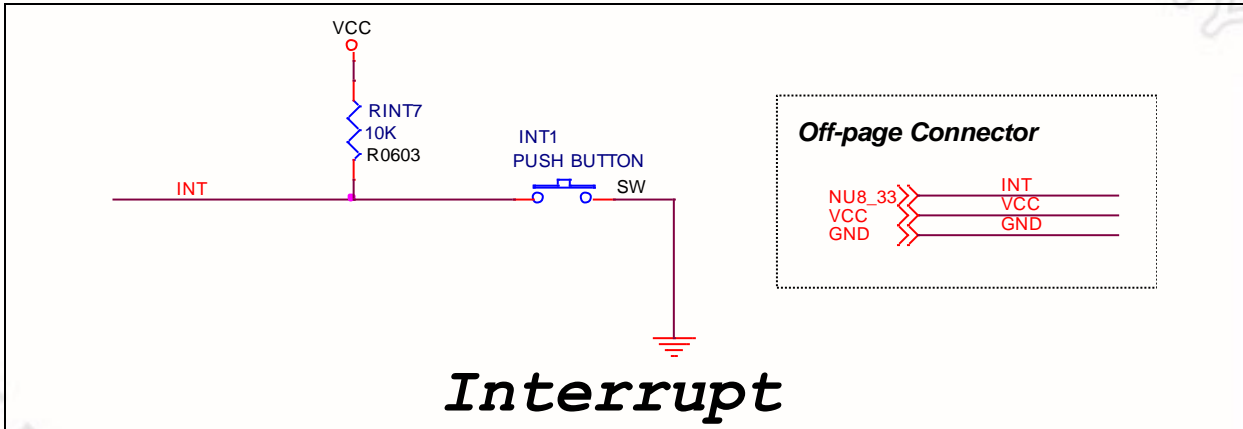 VCC
RINT7
10K
R0603
INT
INT1
PUSH BUTTON
SW
Off-page Connector
NU8_33 INT
VCC VCC
GND GND
Interrupt